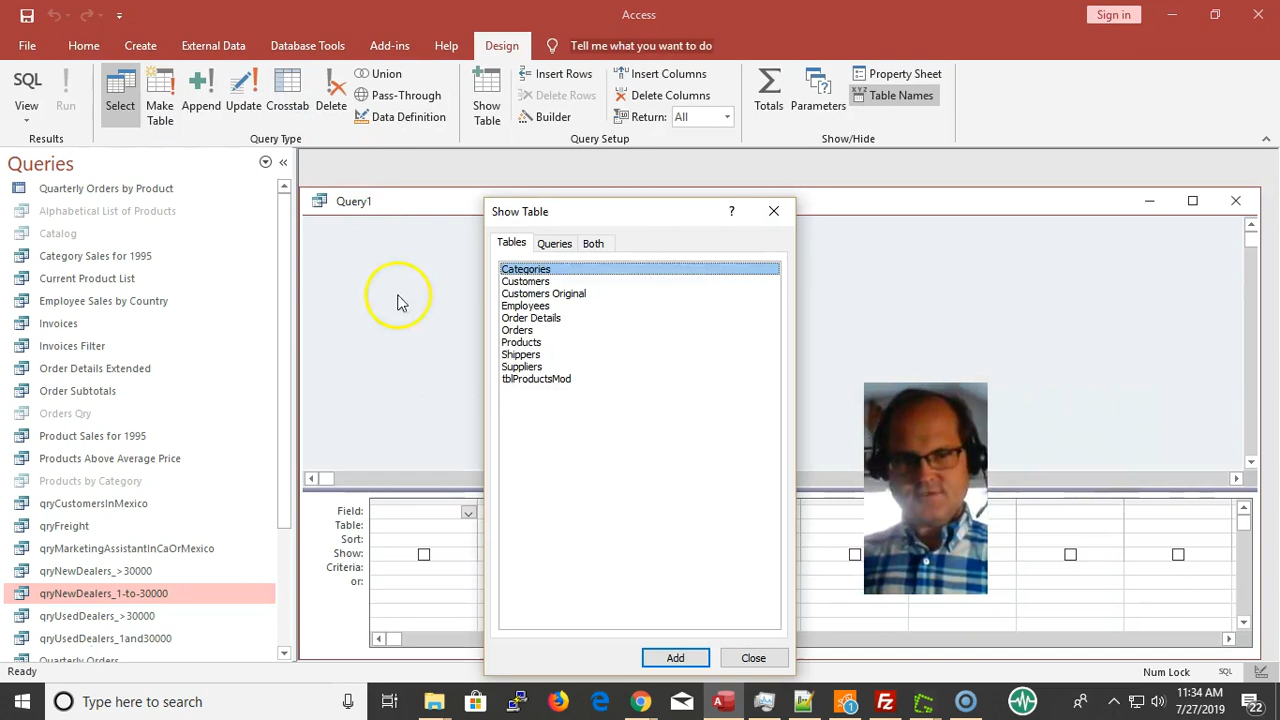 Access
Sign in
File
Home
Create
External Data
Database Tools
Add-ins
Help
Design
Tell me what you want to do
SQL
View
Run
Select
Make
Table
Append
Update
Crosstab
Delete
Union
Pass-Through
Data Definition
Show
Table
Insert Rows
Delete Rows
Builder
Insert Columns
Delete Columns
Return: All
Totals
Parameters
Property Sheet
XYZ Table Names
Results
Query Type
Query Setup
Show/Hide
Queries
Quarterly Orders by Product
Alphabetical List of Products
Catalog
Category Sales for 1995
Current Product List
Employee Sales by Country
Invoices
Invoices Filter
Order Details Extended
Order Subtotals
Orders Qry
Product Sales for 1995
Products Above Average Price
Products by Category
qryCustomersInMexico
qryFreight
qryMarketingAssistantInCaOrMexico
qryNewDealers_>30000
qryNewDealers_1-to-30000
qryUsedDealers_>30000
qryUsedDealers_1and30000
Quarterly Orders
Query1
Show Table
?
Tables
Queries
Both
Categories
Customers
Customers Original
Employees
Order Details
Orders
Products
Shippers
Suppliers
tblProductsMod
Add
Close
Field:
Table:
Sort:
Show:
Criteria:
or:
Ready
Num Lock
SQL
Type here to search
1
11:34 AM
7/27/2019
22